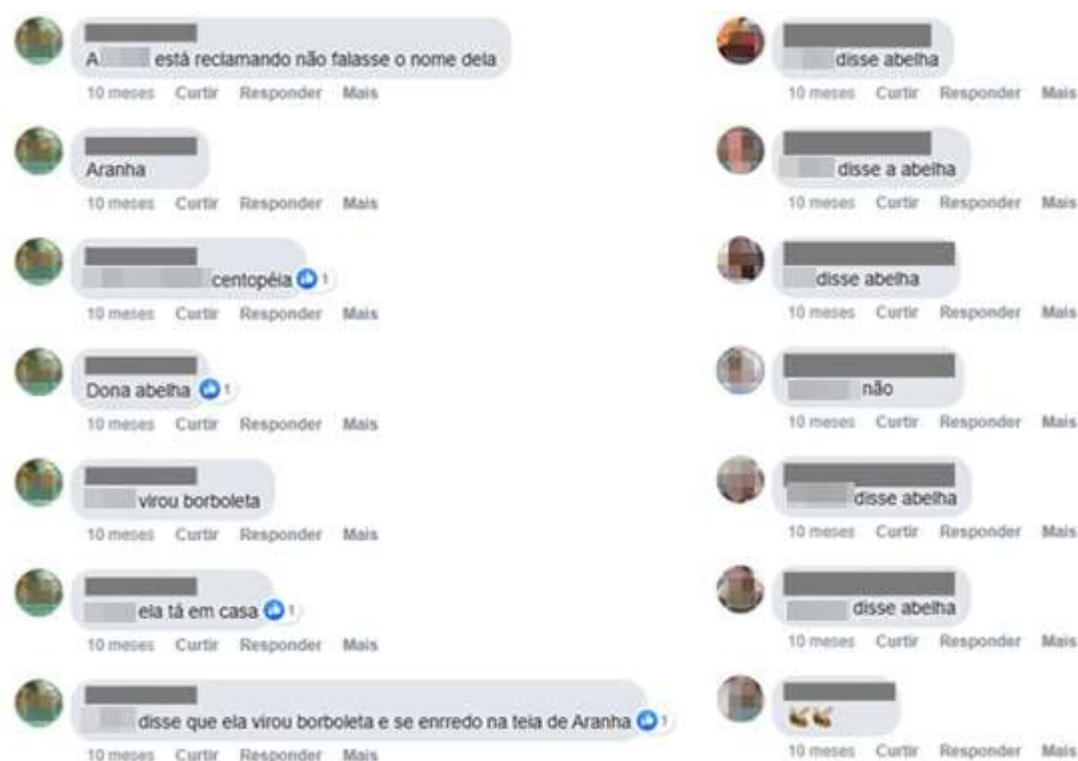 A está reclamando não falasse o nome dela
10 meses Curtir Responder Mais
Aranha
10 meses Curtir Responder Mais
centopéia 1
10 meses Curtir Responder Mais
Dona abelha 1
10 meses Curtir Responder Mais
virou borboleta
10 meses Curtir Responder Mais
ela tá em casa 1
10 meses Curtir Responder Mais
disse que ela virou borboleta e se enrredo na teia de Aranha 1
10 meses Curtir Responder Mais
disse abelha
10 meses Curtir Responder Mais
disse a abelha
10 meses Curtir Responder Mais
disse abelha
10 meses Curtir Responder Mais
não
10 meses Curtir Responder Mais
disse abelha
10 meses Curtir Responder Mais
disse abelha
10 meses Curtir Responder Mais
🐝🐝
10 meses Curtir Responder Mais